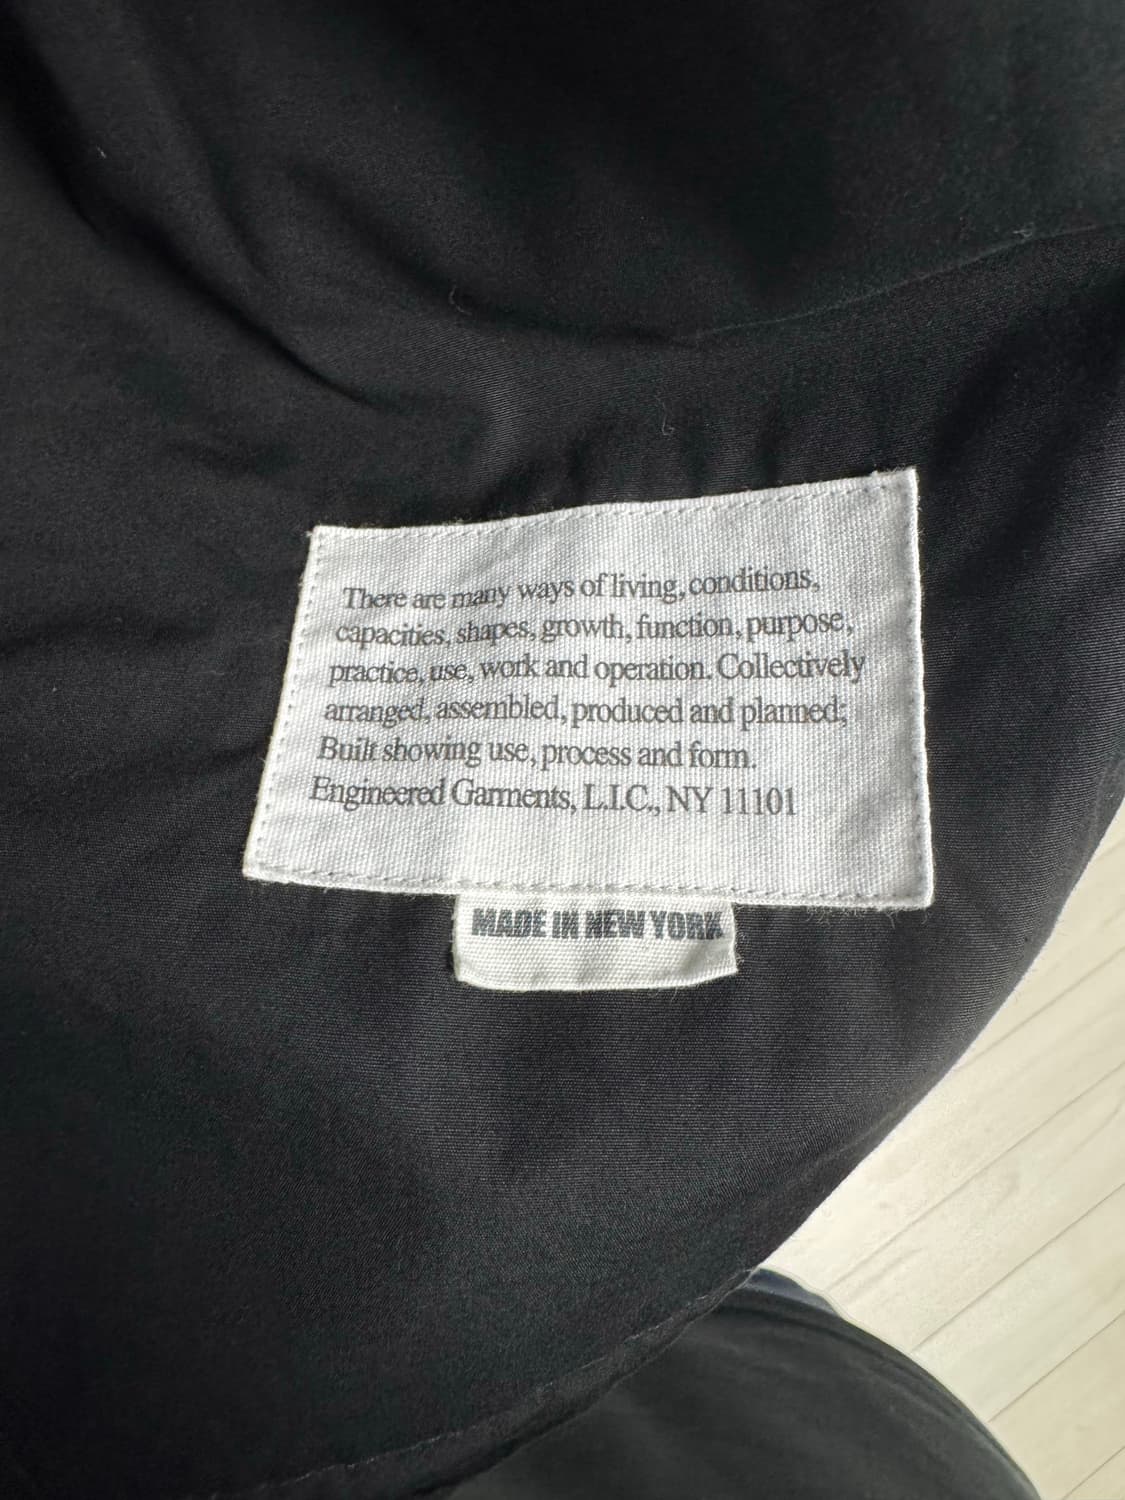 There are many ways of living, conditions,
capacities, shapes, growth, function, purpose,
practice, use, work and operation. Collectively
arranged, assembled, produced and planned;
Built showing use, process and form.
Engineered Garments, L.I.C., NY 11101
MADE IN NEW YORK